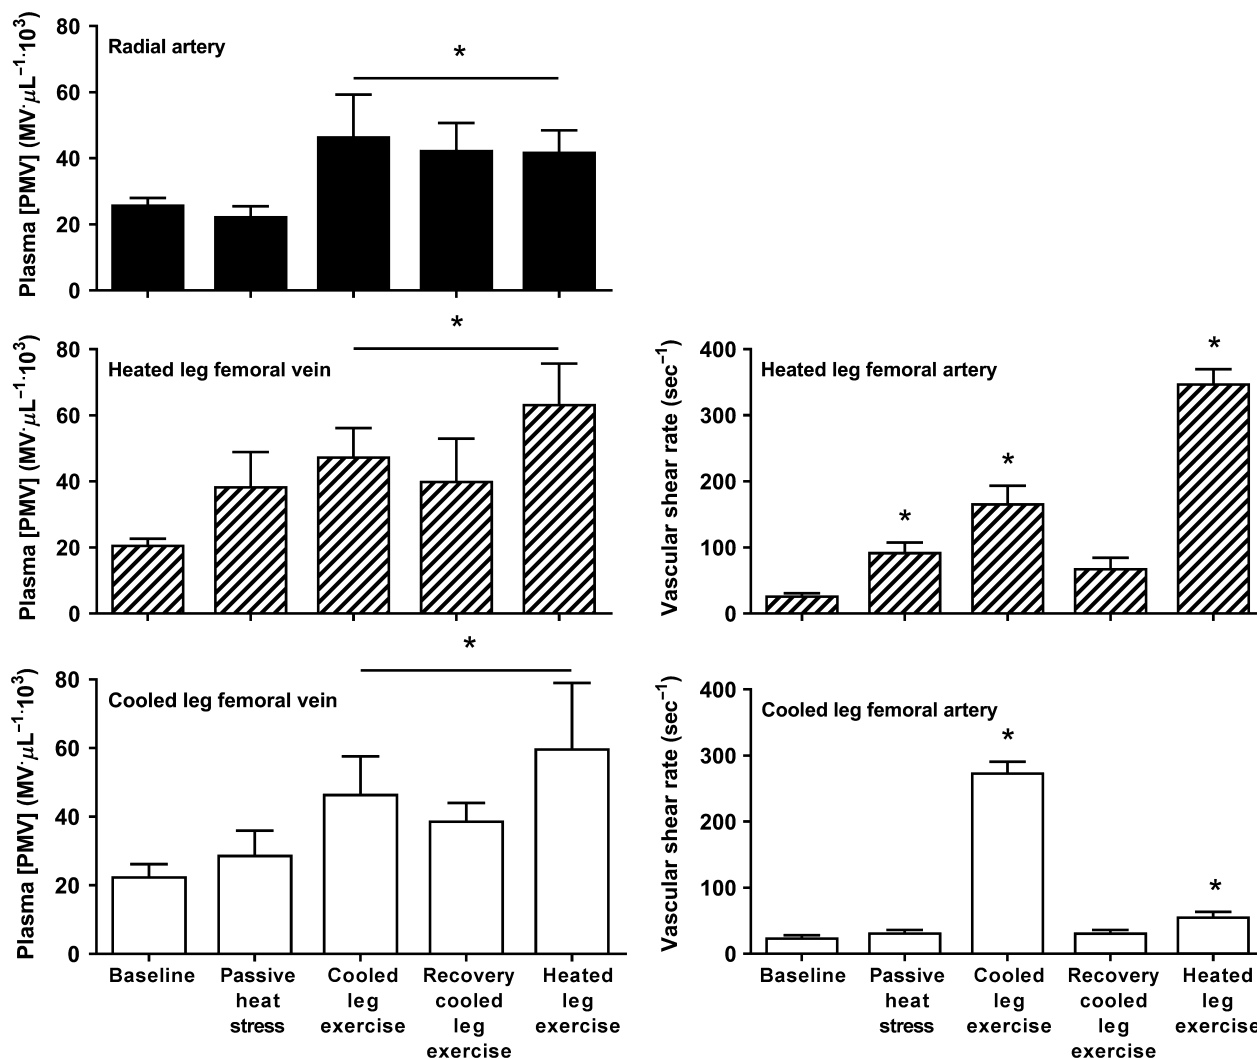 Plasma [PMV] (MV·μL⁻¹·10³)
80
60
40
20
0
Radial artery
*
Plasma [PMV] (MV·μL⁻¹·10³)
80
60
40
20
0
Heated leg femoral vein
*
Vascular shear rate (sec⁻¹)
400
300
200
100
0
Heated leg femoral artery
*
*
*
Plasma [PMV] (MV·μL⁻¹·10³)
80
60
40
20
0
Cooled leg femoral vein
*
Baseline
Passive
heat
stress
Cooled
leg
exercise
Recovery
cooled
leg
exercise
Heated
leg
exercise
Vascular shear rate (sec⁻¹)
400
300
200
100
0
Cooled leg femoral artery
*
*
Baseline
Passive
heat
stress
Cooled
leg
exercise
Recovery
cooled
leg
exercise
Heated
leg
exercise